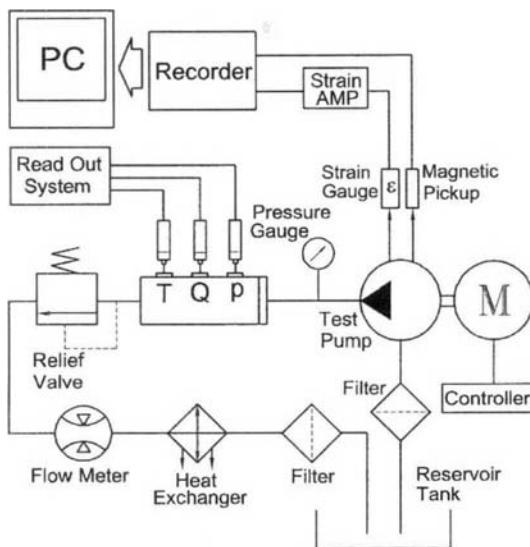 PC
Recorder
Strain
AMP
Read Out
System
Strain
Gauge
ε
Magnetic
Pickup
Pressure
Gauge
T Q p
Test
Pump
M
Relief
Valve
Filter
Controller
Flow Meter
Heat
Exchanger
Filter
Reservoir
Tank